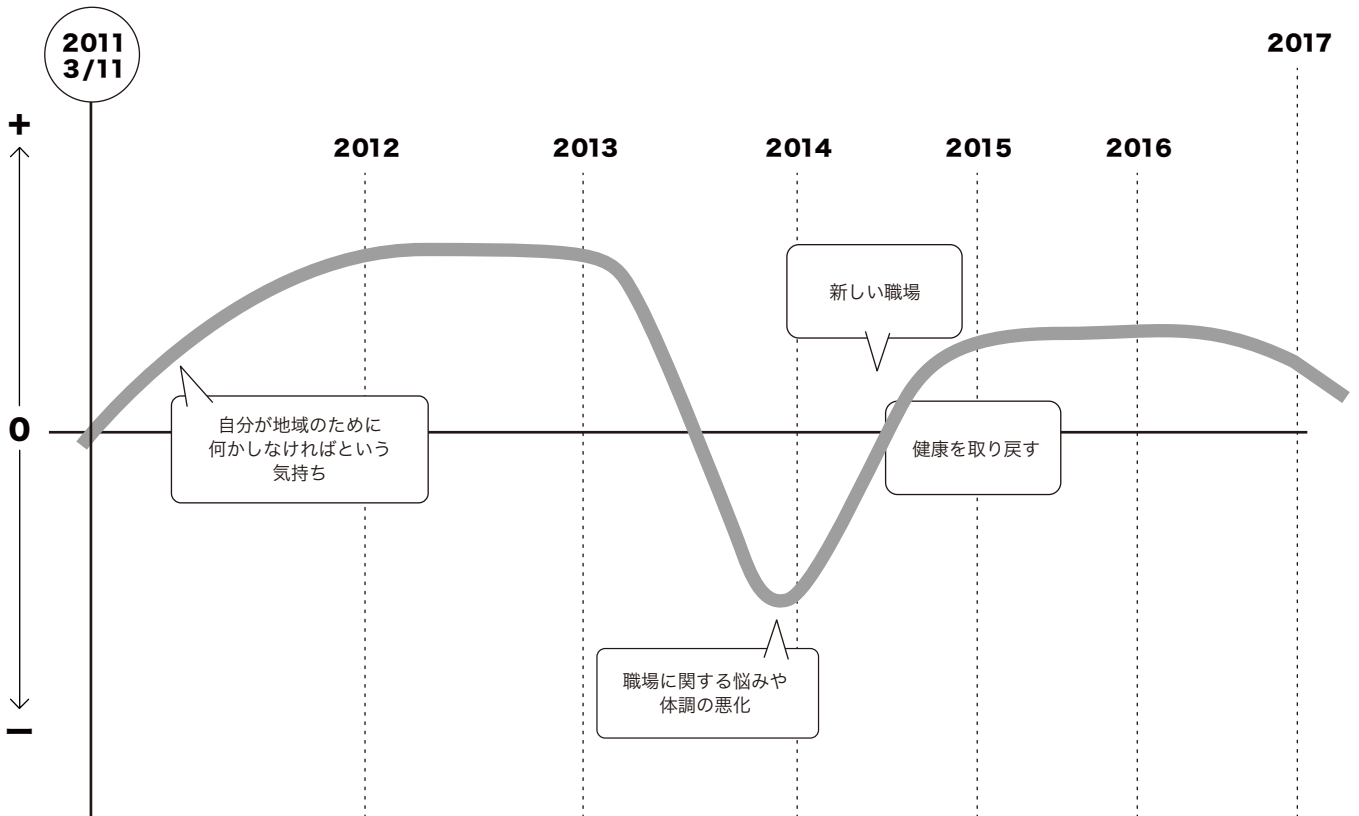 2011
3/11
2017
+
2012
2013
2014
2015
2016
新しい職場
自分が地域のために
何かしなければという
気持ち
0
健康を取り戻す
職場に関する悩みや
体調の悪化
−